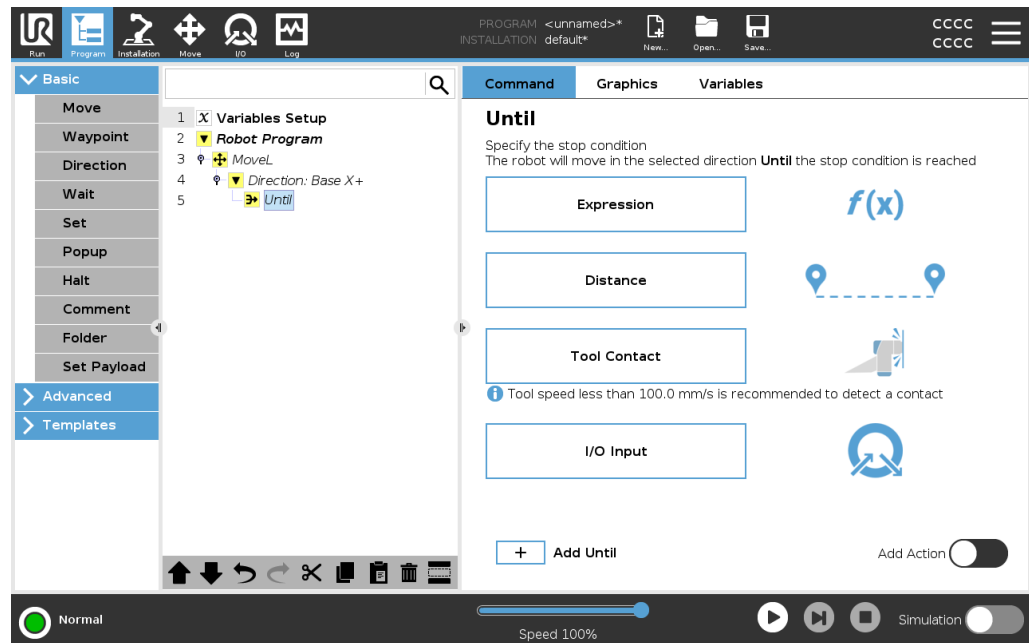 UR
Run
Program
Installation
Move
I/O
Log
PROGRAM <unnamed>*
INSTALLATION default*
New...
Open...
Save...
CCCC
CCCC
Basic
Move
Waypoint
Direction
Wait
Set
Popup
Halt
Comment
Folder
Set Payload
Advanced
Templates
1 X Variables Setup
2 Robot Program
3 MoveL
4 Direction: Base X+
5 Until
Command Graphics Variables
Until
Specify the stop condition
The robot will move in the selected direction Until the stop condition is reached
Expression
f(x)
Distance
Tool Contact
Tool speed less than 100.0 mm/s is recommended to detect a contact
I/O Input
+ Add Until
Add Action
Normal
Speed 100%
Simulation